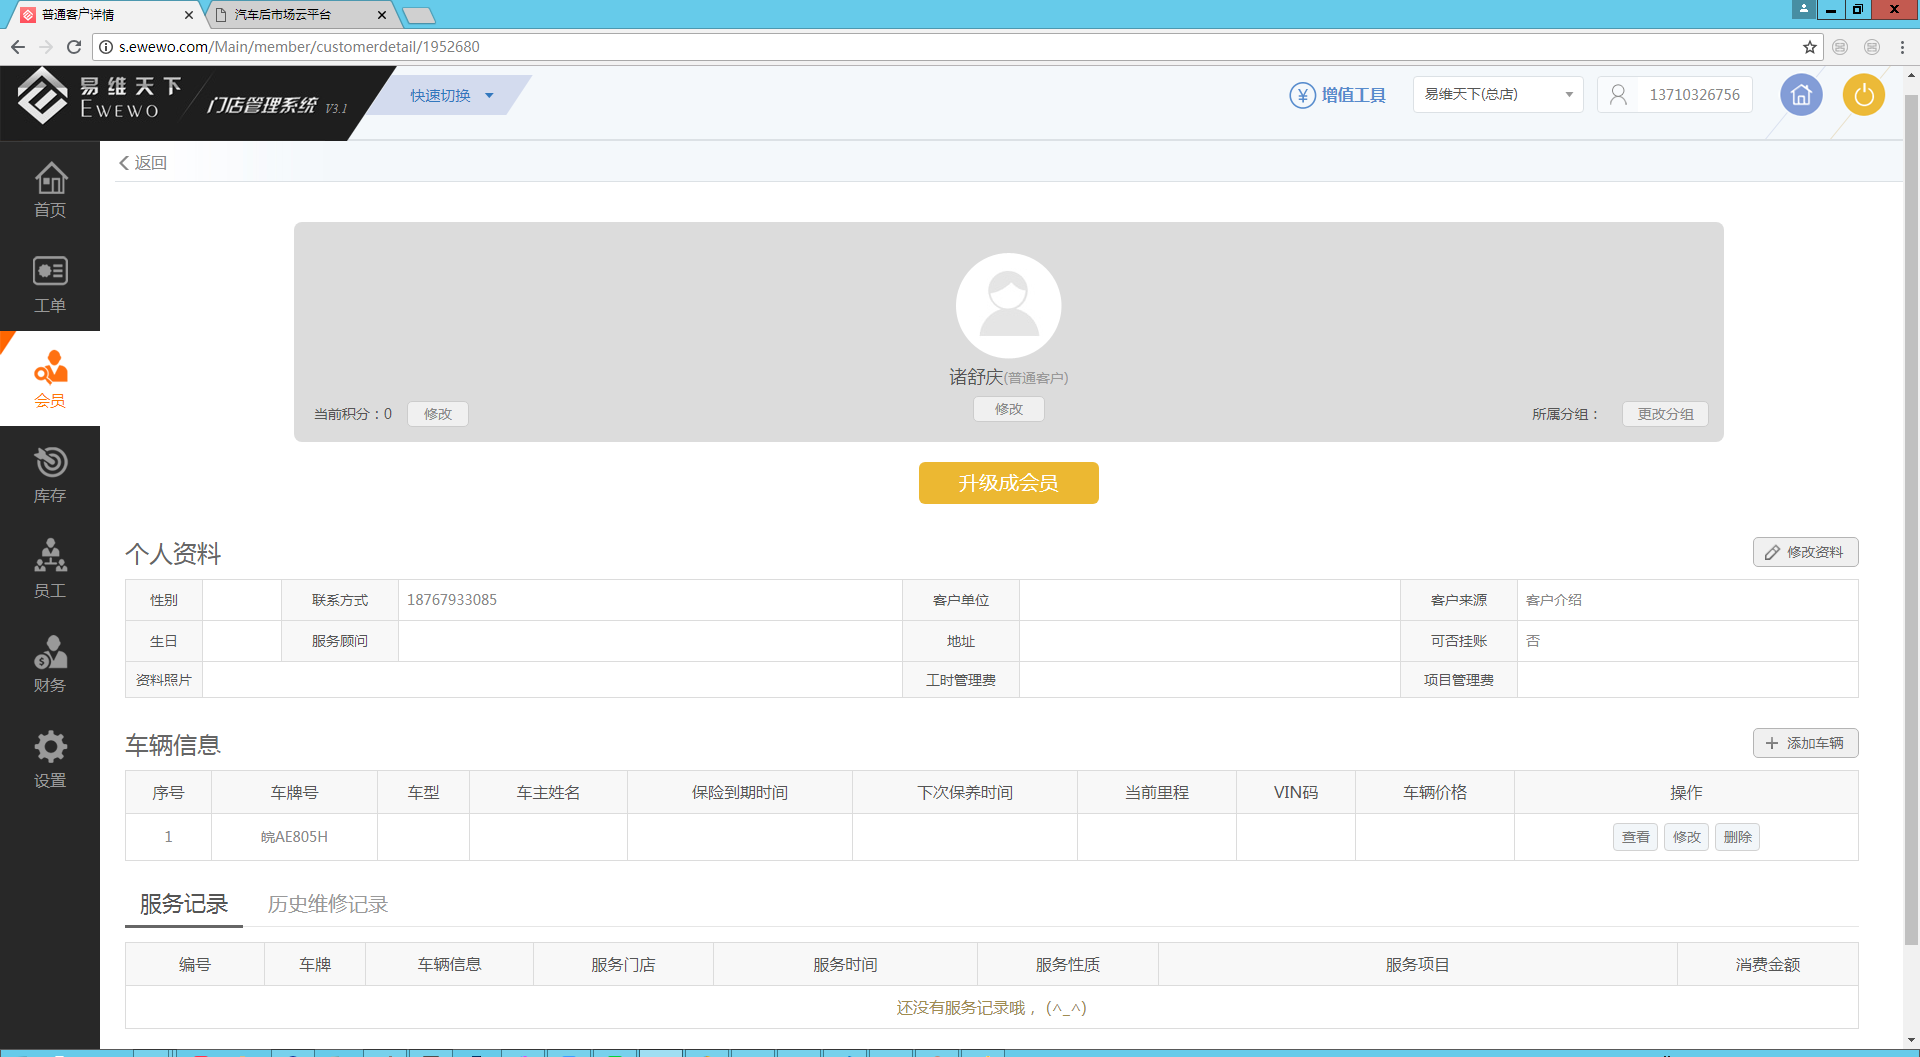 普通客户详情
汽车后市场云平台
s.ewewo.com/Main/member/customerdetail/1952680
易维天下
EWEWO
门店管理系统 V3.1
快速切换
增值工具
易维天下(总店)
13710326756
返回
首页
工单
会员
库存
员工
财务
设置
诸舒庆(普通客户)
修改
当前积分：0 修改
所属分组： 更改分组
升级成会员
个人资料 修改资料
性别 联系方式 18767933085 客户单位 客户来源 客户介绍
生日 服务顾问 地址 可否挂账 否
资料照片 工时管理费 项目管理费
车辆信息 添加车辆
序号 车牌号 车型 车主姓名 保险到期时间 下次保养时间 当前里程 VIN码 车辆价格 操作
1 皖AE805H 查看 修改 删除
服务记录 历史维修记录
编号 车牌 车辆信息 服务门店 服务时间 服务性质 服务项目 消费金额
还没有服务记录哦，(^_^)